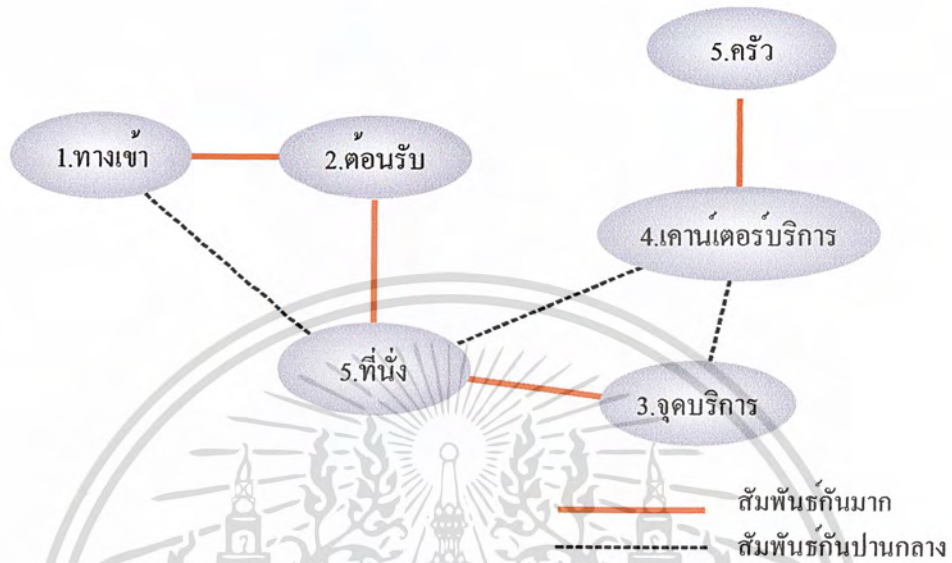 5.ครัว
1.ทางเข้า
2.ต้อนรับ
4.เคาน์เตอร์บริการ
5.ที่นั่ง
3.จุดบริการ
สัมพันธ์กันมาก
สัมพันธ์กันปานกลาง